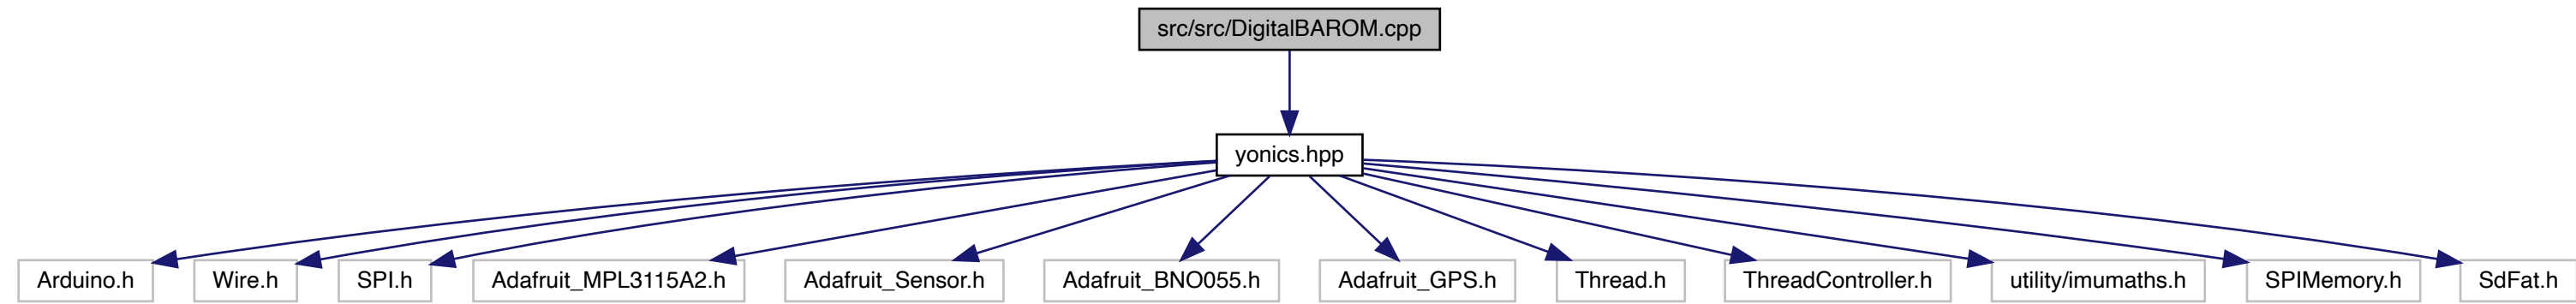 src/src/DigitalBAROM.cpp
yonics.hpp
Arduino.h
Wire.h
SPI.h
Adafruit_MPL3115A2.h
Adafruit_Sensor.h
Adafruit_BNO055.h
Adafruit_GPS.h
Thread.h
ThreadController.h
utility/imumaths.h
SPIMemory.h
SdFat.h